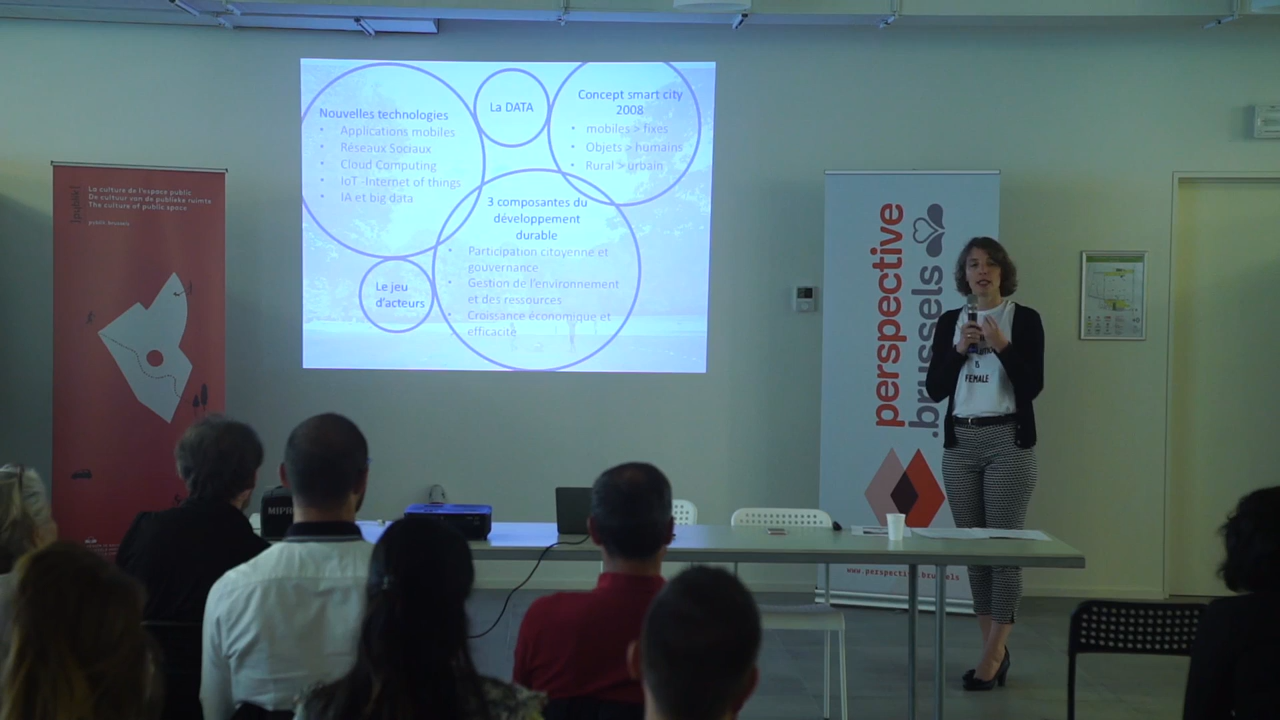 La culture de l'espace public
De cultuur van de publieke ruimte
The culture of public space
public.brussels
Nouvelles technologies
• Applications mobiles
• Réseaux Sociaux
• Cloud Computing
• IoT -Internet of things
• IA et big data
La DATA
Concept smart city
2008
• mobiles > fixes
• Objets > humains
• Rural > urbain
3 composantes du
développement
durable
• Participation citoyenne et
gouvernance
• Gestion de l'environnement
et des ressources
• Croissance économique et
efficacité
Le jeu
d'acteurs
perspective
.brussels
IS
FEMALE
www.perspective.brussels